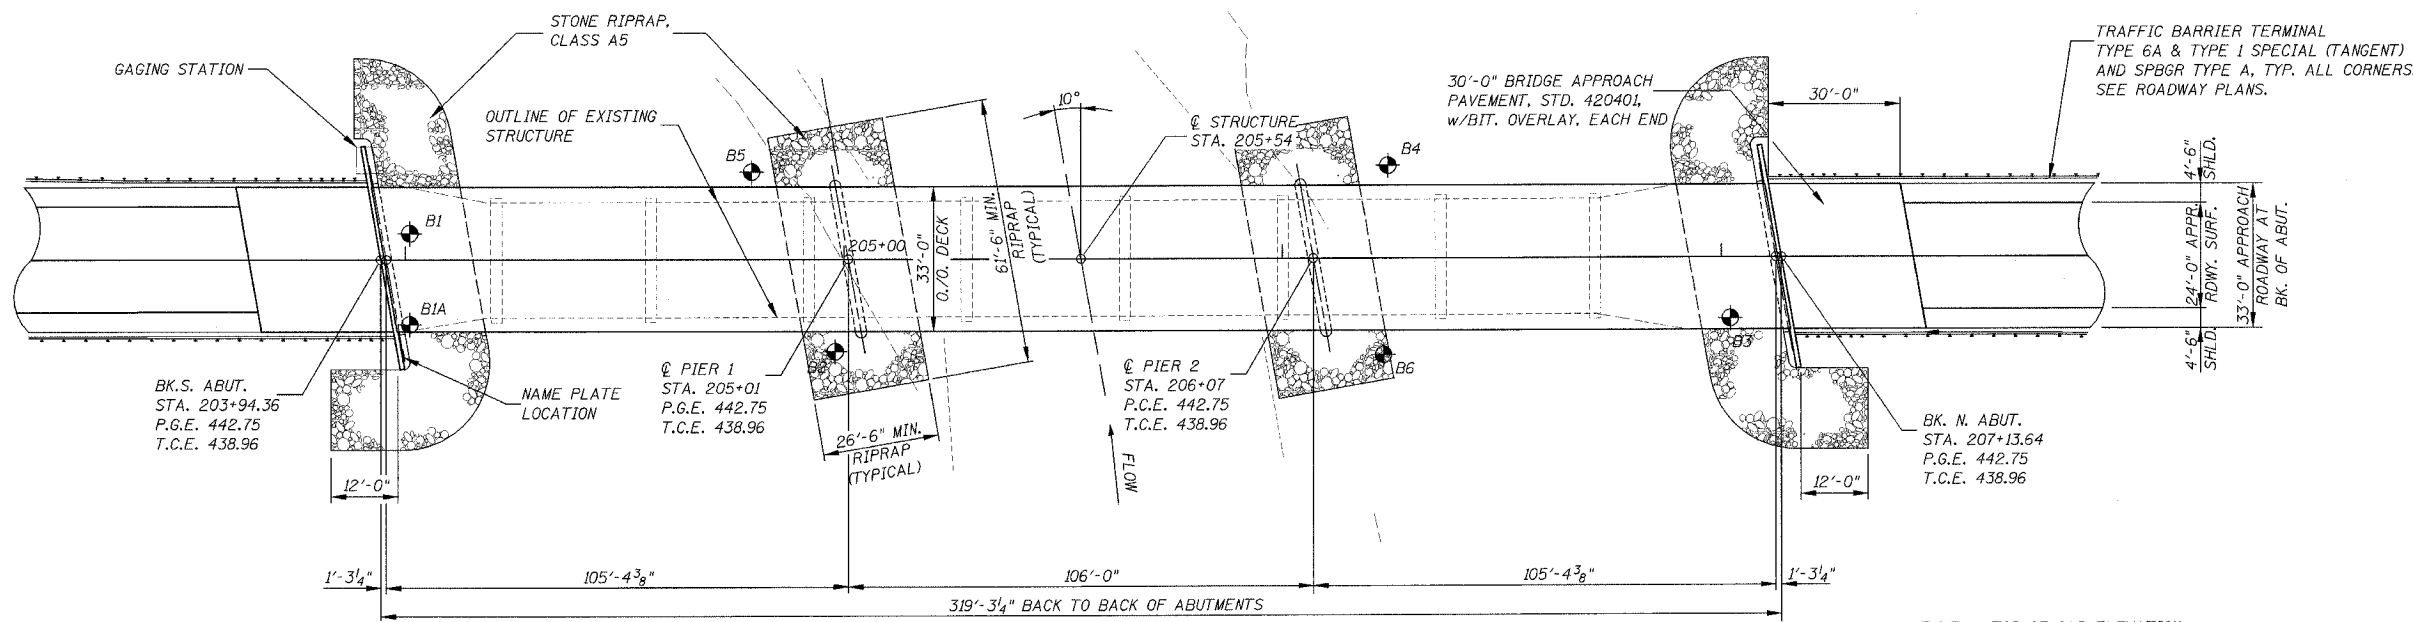 STONE RIPRAP,
CLASS A5
GAGING STATION
OUTLINE OF EXISTING
STRUCTURE
10°
℄ STRUCTURE
STA. 205+54
30'-0" BRIDGE APPROACH
PAVEMENT, STD. 420401,
w/BIT. OVERLAY, EACH END
30'-0"
TRAFFIC BARRIER TERMINAL
TYPE 6A & TYPE 1 SPECIAL (TANGENT)
AND SPBGR TYPE A, TYP. ALL CORNERS.
SEE ROADWAY PLANS.
B5
B4
B1
B1A
205+00
33'-0"
O./O. DECK
61'-6" MIN.
RIPRAP
(TYPICAL)
4'-6"
SHLD.
24'-0" APPR.
RDWY. SURF.
4'-6"
SHLD.
33'-0" APPROACH
ROADWAY AT
BK. OF ABUT.
B3
B6
BK.S. ABUT.
STA. 203+94.36
P.G.E. 442.75
T.C.E. 438.96
NAME PLATE
LOCATION
℄ PIER 1
STA. 205+01
P.G.E. 442.75
T.C.E. 438.96
26'-6" MIN.
RIPRAP
(TYPICAL)
FLOW
℄ PIER 2
STA. 206+07
P.C.E. 442.75
T.C.E. 438.96
BK. N. ABUT.
STA. 207+13.64
P.G.E. 442.75
T.C.E. 438.96
12'-0"
12'-0"
1'-3¼"
105'-4⅜"
106'-0"
105'-4⅜"
1'-3¼"
319'-3¼" BACK TO BACK OF ABUTMENTS